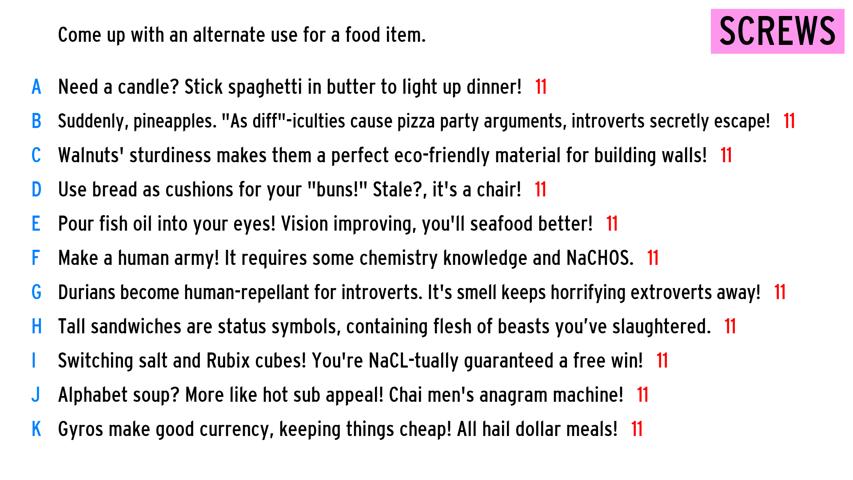 Come up with an alternate use for a food item.
SCREWS
A Need a candle? Stick spaghetti in butter to light up dinner! 11
B Suddenly, pineapples. "As diff"-iculties cause pizza party arguments, introverts secretly escape! 11
C Walnuts' sturdiness makes them a perfect eco-friendly material for building walls! 11
D Use bread as cushions for your "buns!" Stale?, it's a chair! 11
E Pour fish oil into your eyes! Vision improving, you'll seafood better! 11
F Make a human army! It requires some chemistry knowledge and NaCHOS. 11
G Durians become human-repellant for introverts. It's smell keeps horrifying extroverts away! 11
H Tall sandwiches are status symbols, containing flesh of beasts you’ve slaughtered. 11
I Switching salt and Rubix cubes! You're NaCL-tually guaranteed a free win! 11
J Alphabet soup? More like hot sub appeal! Chai men's anagram machine! 11
K Gyros make good currency, keeping things cheap! All hail dollar meals! 11